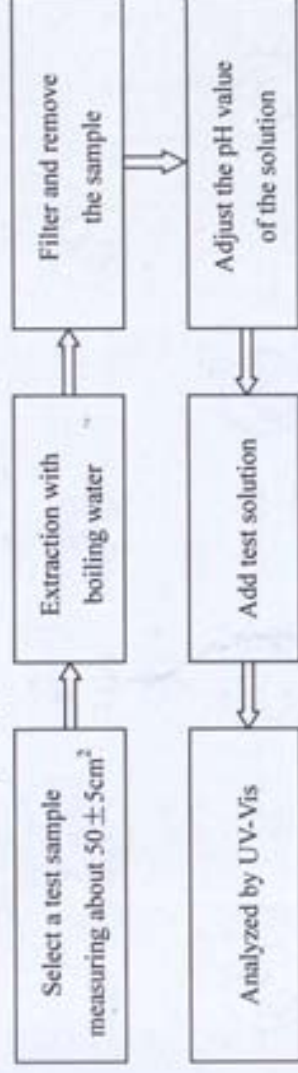 Select a test sample
measuring about 50±5cm²
Extraction with
boiling water
Filter and remove
the sample
Adjust the pH value
of the solution
Add test solution
Analyzed by UV-Vis